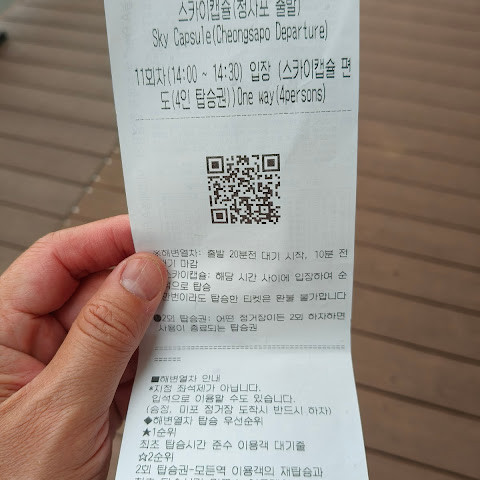 스카이캡슐(청사포 출발)
Sky Capsule(Cheongsapo Departure)
11회차(14:00 ~ 14:30) 입장 (스카이캡슐 편
도(4인 탑승권))One way(4persons)
※해변열차: 출발 20분전 대기 시작, 10분 전
마감
스카이캡슐: 해당 시간 사이에 입장하여 순
으로 탑승
한번이라도 탑승한 티켓은 환불 불가합니다
●2회 탑승권: 어떤 정거장이든 2회 하차하면
사용이 종료되는 탑승권
■해변열차 안내
*지정 좌석제가 아닙니다.
입석으로 이용할 수도 있습니다.
(송정, 미포 정거장 도착시 반드시 하차)
◆해변열차 탑승 우선순위
★1순위
최초 탑승시간 준수 이용객 대기줄
☆2순위
2회 탑승권-모든역 이용객의 재탑승과